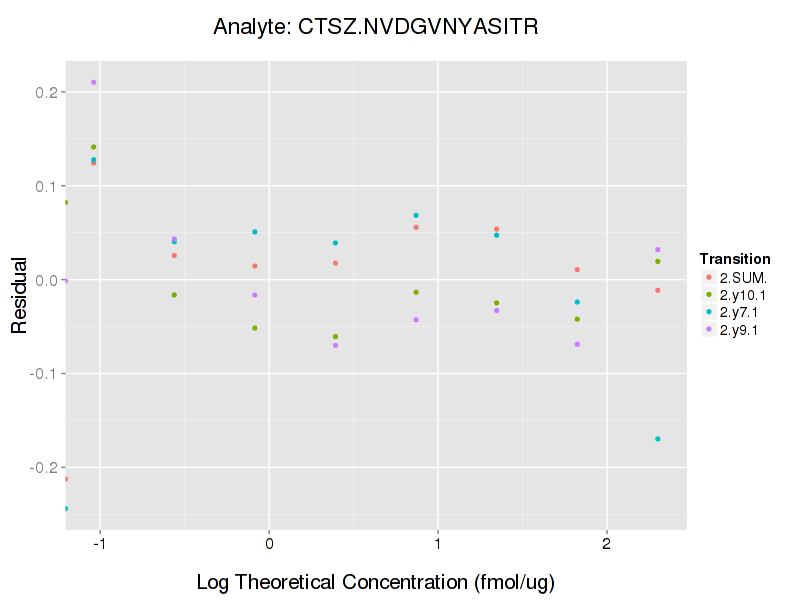 Analyte: CTSZ.NVDGVNYASITR
0.2
0.1
0.0
-0.1
-0.2
Residual
-1
0
1
2
Log Theoretical Concentration (fmol/ug)
Transition
2.SUM.
2.y10.1
2.y7.1
2.y9.1